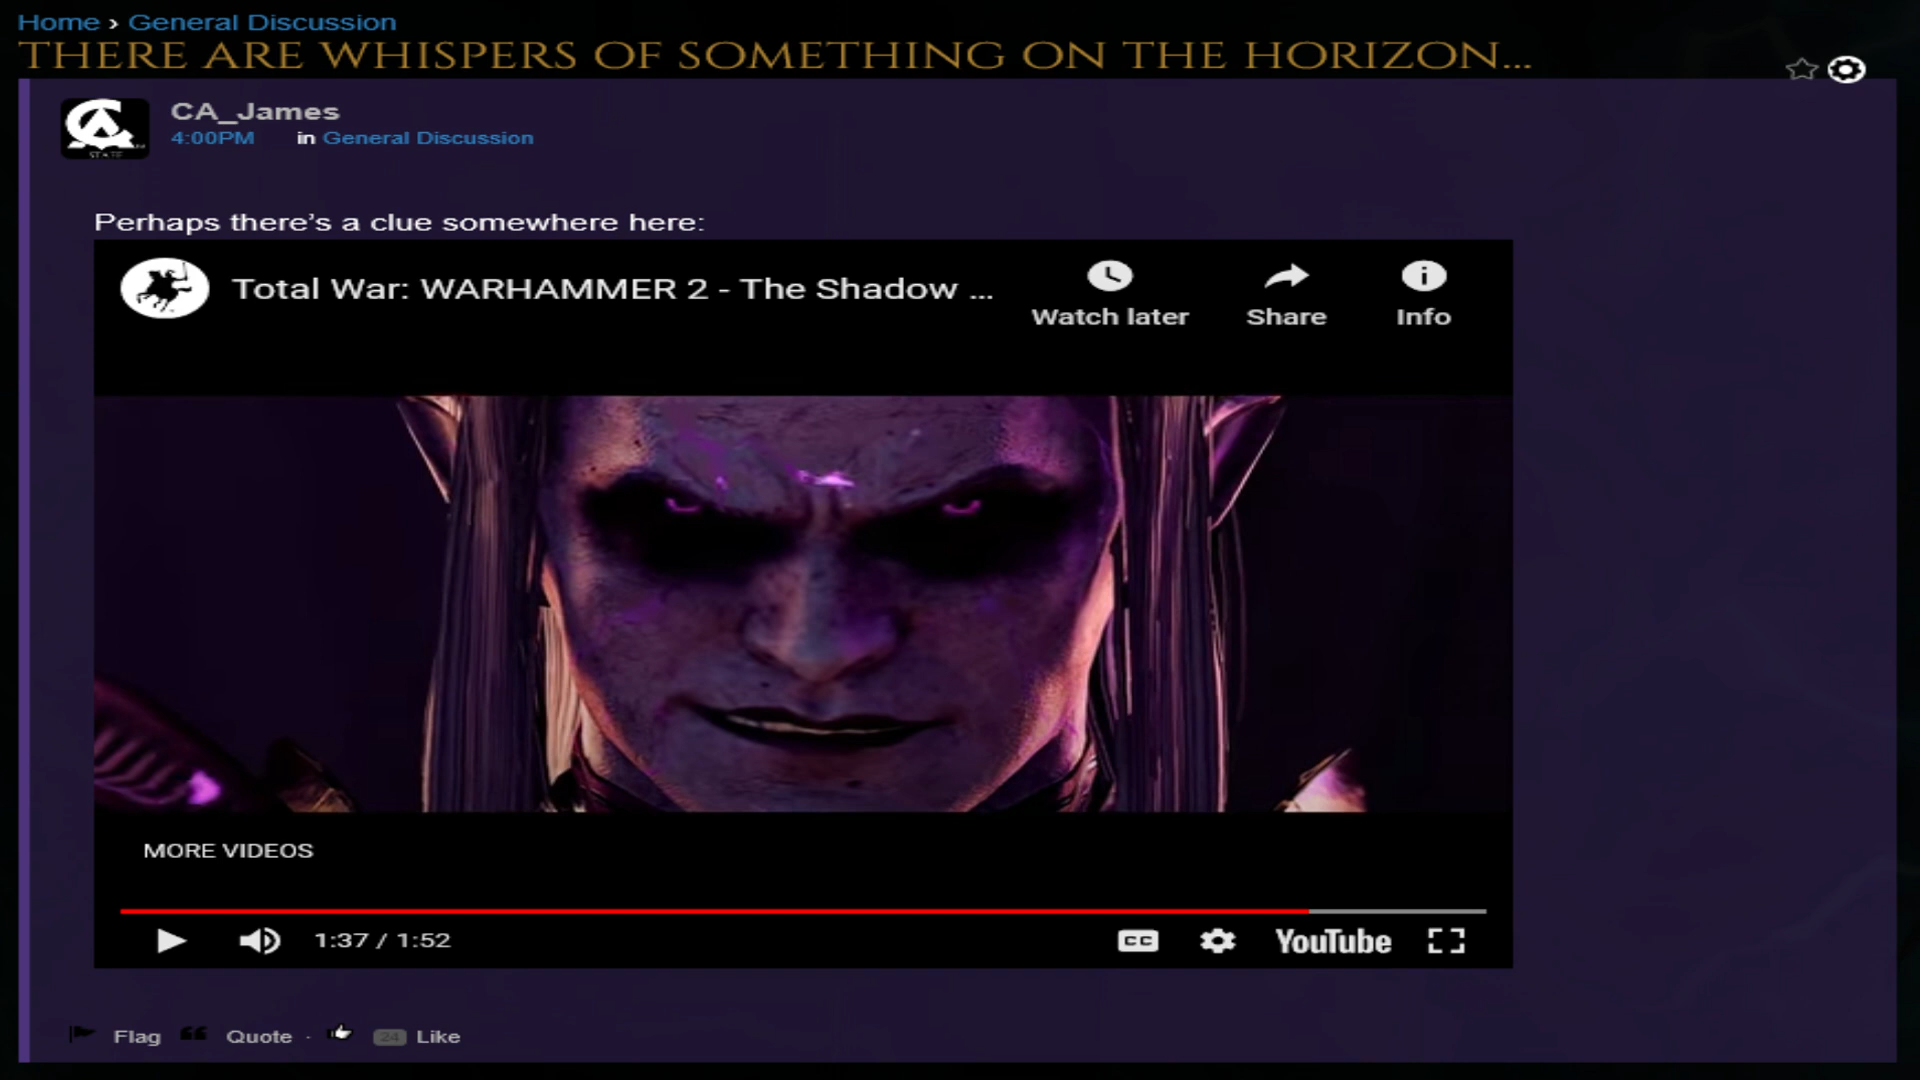 Home › General Discussion
THERE ARE WHISPERS OF SOMETHING ON THE HORIZON...
CA_James
4:00PM in General Discussion
Perhaps there's a clue somewhere here:
Total War: WARHAMMER 2 - The Shadow ...
Watch later Share Info
MORE VIDEOS
1:37 / 1:52 CC YouTube
Flag Quote · 24 Like